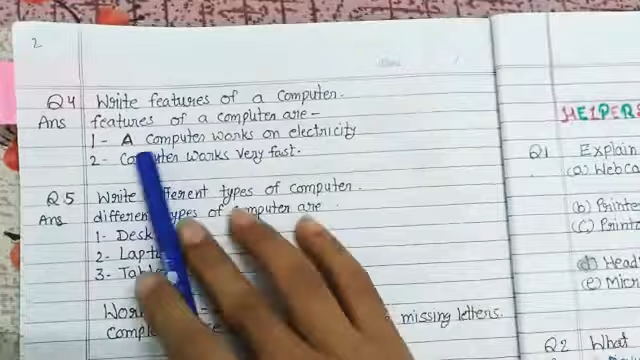 2
Q4 Write features of a computer.
Ans features of a computer are -
1- A computer works on electricity
2- Computer works very fast.
Q5 Write different types of computer.
Ans different types of computer are
1- Desk
2- Lapt
3- Tab
missing letters.
HELPERS
Q1 Explain
(a) Webca
(b) Printe
(c) Printe
(d) Head
(e) Micr
Q2 What